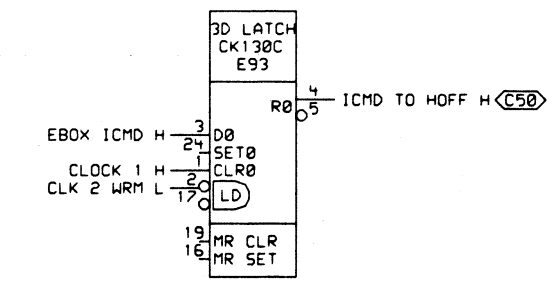 3D LATCH
CK130C
E93
4
R0 ICMD TO HOFF H C50
5
EBOX ICMD H 3 D0
24 SET0
CLOCK 1 H 1 CLR0
CLK 2 WRM L 2
17 LD
19 MR CLR
16 MR SET